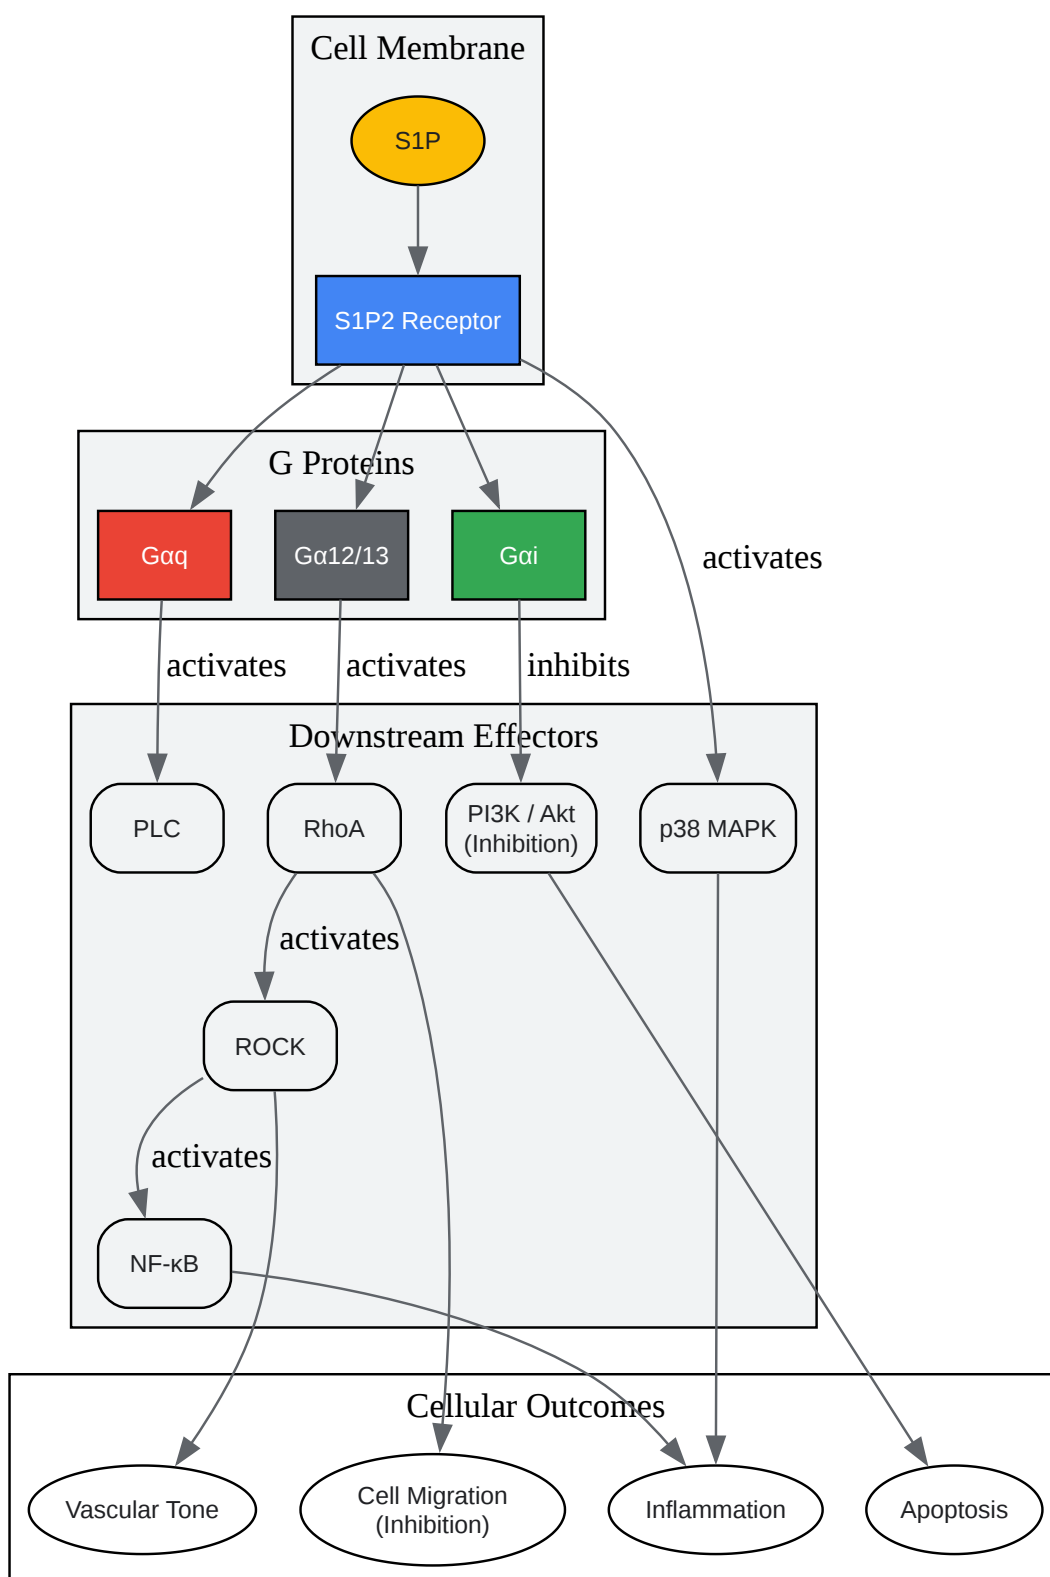 Cell Membrane
S1P
S1P2 Receptor
G Proteins
Gαq
Gα12/13
Gαi
activates
activates
activates
inhibits
Downstream Effectors
PLC
RhoA
PI3K / Akt
(Inhibition)
p38 MAPK
activates
ROCK
activates
NF-κB
Cellular Outcomes
Vascular Tone
Cell Migration
(Inhibition)
Inflammation
Apoptosis